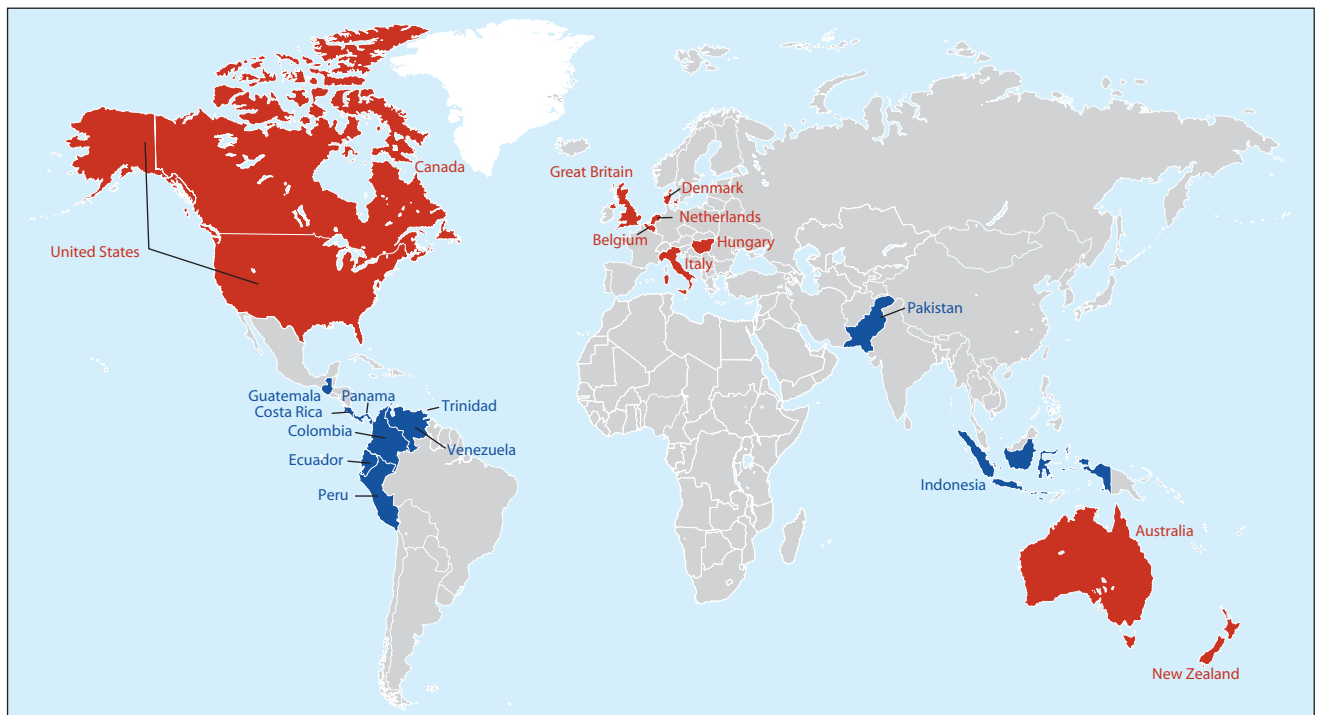 Canada
Great Britain
Denmark
Netherlands
Belgium
Hungary
United States
Italy
Pakistan
Guatemala
Panama
Costa Rica
Trinidad
Colombia
Venezuela
Ecuador
Indonesia
Peru
Australia
New Zealand